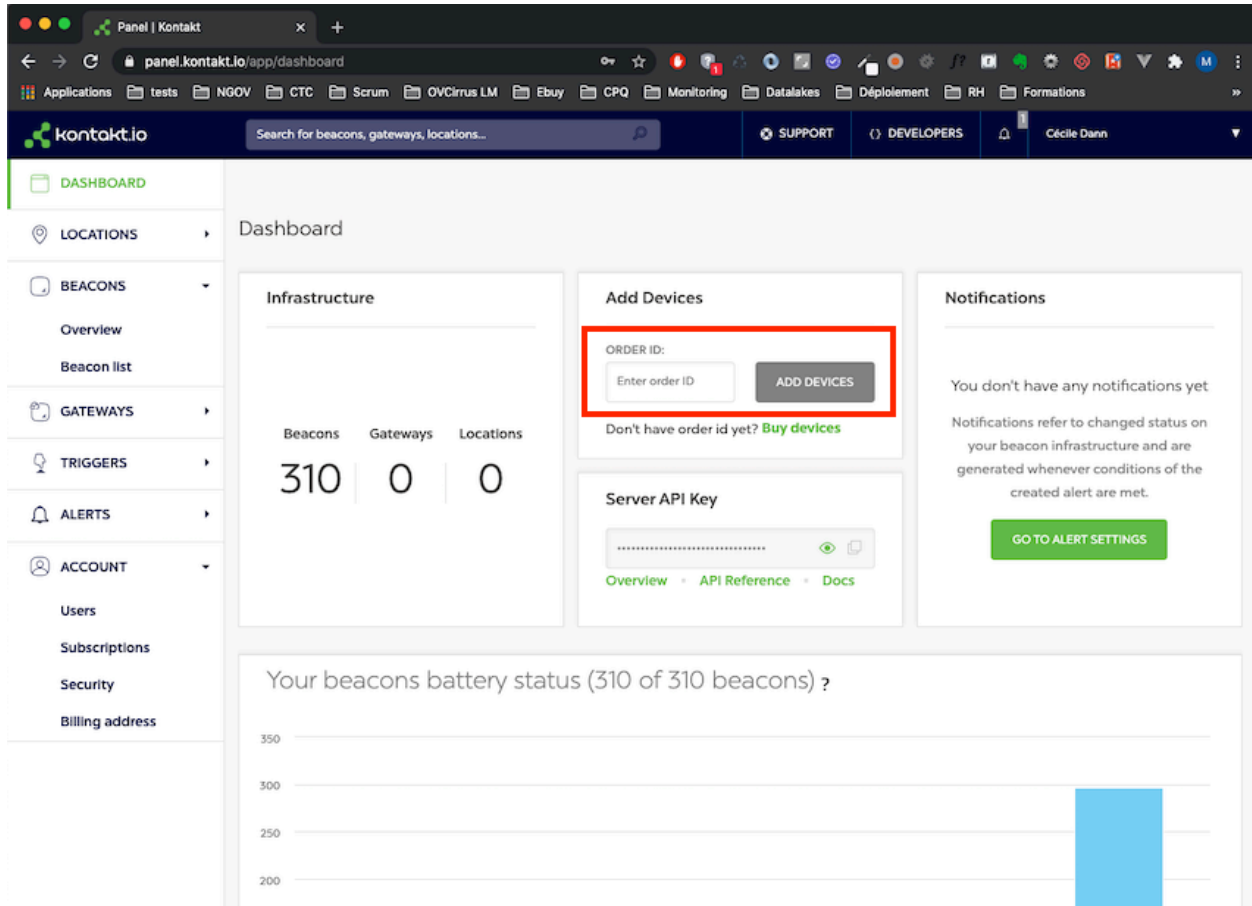 Panel | Kontakt
panel.kontakt.io/app/dashboard
Applications tests NGOV CTC Scrum OVCirrus LM Ebuy CPQ Monitoring Datalakes Déploiement RH Formations »
kontakt.io
Search for beacons, gateways, locations...
SUPPORT
DEVELOPERS
1
Cécile Dann
DASHBOARD
LOCATIONS
BEACONS
Overview
Beacon list
GATEWAYS
TRIGGERS
ALERTS
ACCOUNT
Users
Subscriptions
Security
Billing address
Dashboard
Infrastructure
Beacons Gateways Locations
310 0 0
Add Devices
ORDER ID:
Enter order ID
ADD DEVICES
Don't have order id yet? Buy devices
Server API Key
Overview API Reference Docs
Notifications
You don't have any notifications yet
Notifications refer to changed status on
your beacon infrastructure and are
generated whenever conditions of the
created alert are met.
GO TO ALERT SETTINGS
Your beacons battery status (310 of 310 beacons) ?
350
300
250
200